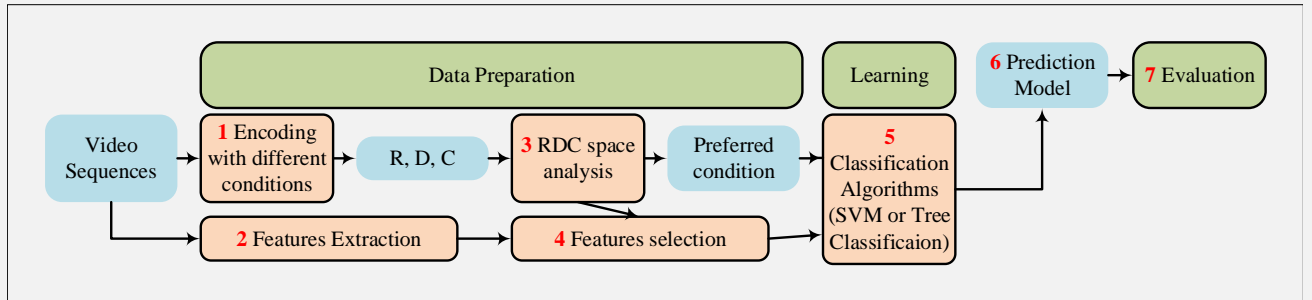 Data Preparation
Learning
6 Prediction
Model
7 Evaluation
Video
Sequences
1 Encoding
with different
conditions
R, D, C
3 RDC space
analysis
Preferred
condition
5
Classification
Algorithms
(SVM or Tree
Classificaion)
2 Features Extraction
4 Features selection